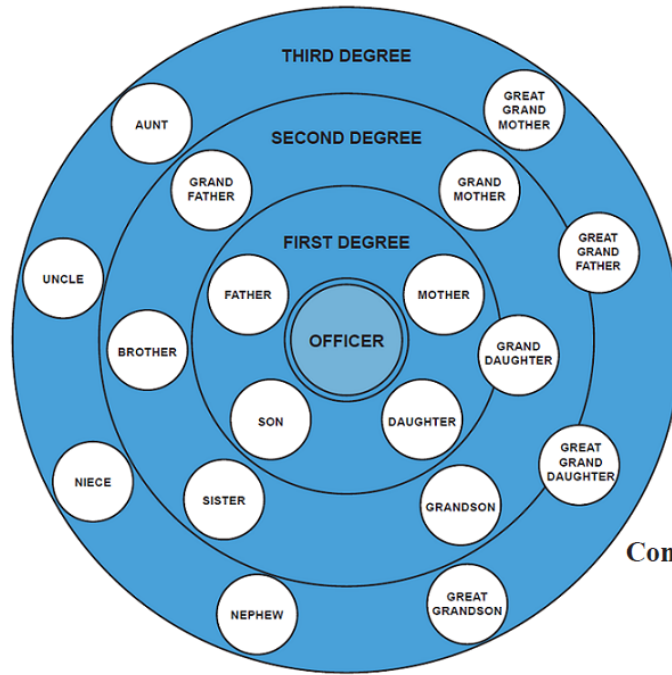 THIRD DEGREE
GREAT
GRAND
MOTHER
AUNT
SECOND DEGREE
GRAND
FATHER
GRAND
MOTHER
FIRST DEGREE
GREAT
GRAND
FATHER
UNCLE
FATHER
MOTHER
OFFICER
BROTHER
GRAND
DAUGHTER
SON
DAUGHTER
GREAT
GRAND
DAUGHTER
NIECE
SISTER
GRANDSON
Con
NEPHEW
GREAT
GRANDSON